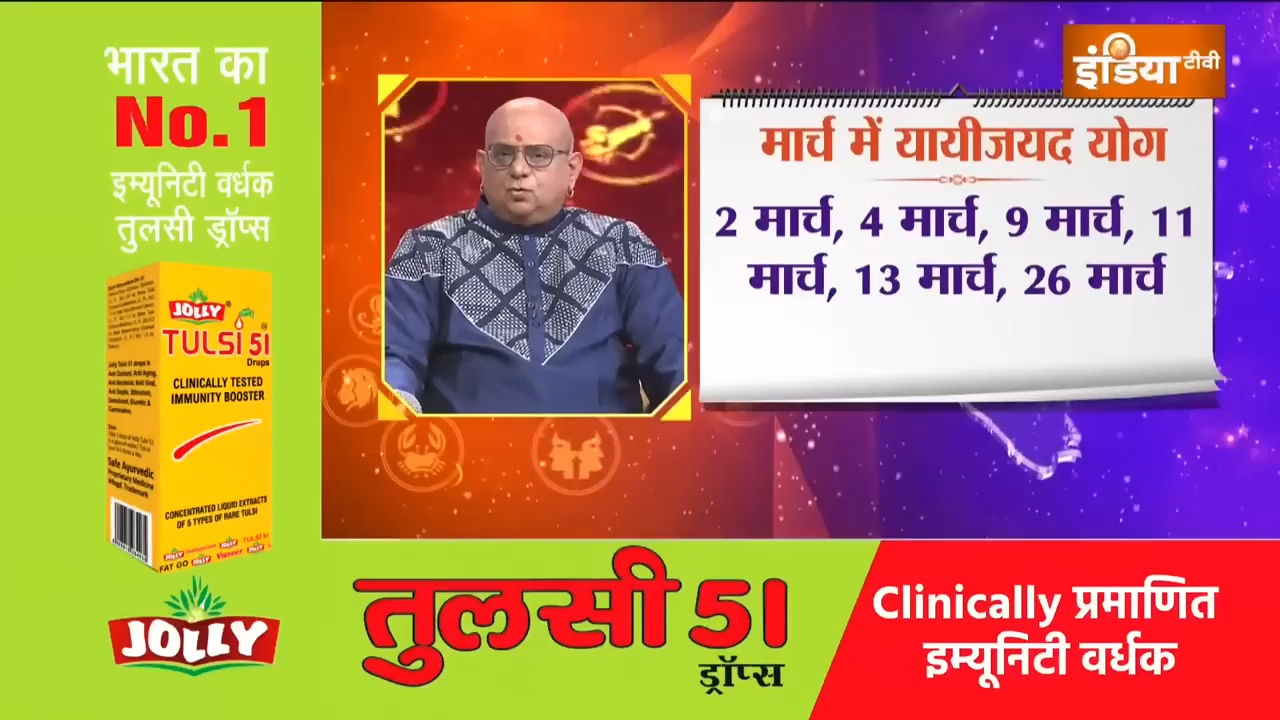 भारत का
No.1
इम्यूनिटी वर्धक
तुलसी ड्रॉप्स
JOLLY
TULSI 51
Drops
CLINICALLY TESTED
IMMUNITY BOOSTER
Safe Ayurvedic
Proprietary Medicine
CONCENTRATED LIQUID EXTRACTS
OF 5 TYPES OF RARE TULSI
JOLLY
इंडिया टीवी
मार्च में यायीजयद योग
2 मार्च, 4 मार्च, 9 मार्च, 11
मार्च, 13 मार्च, 26 मार्च
तुलसी 51
ड्रॉप्स
Clinically प्रमाणित
इम्यूनिटी वर्धक